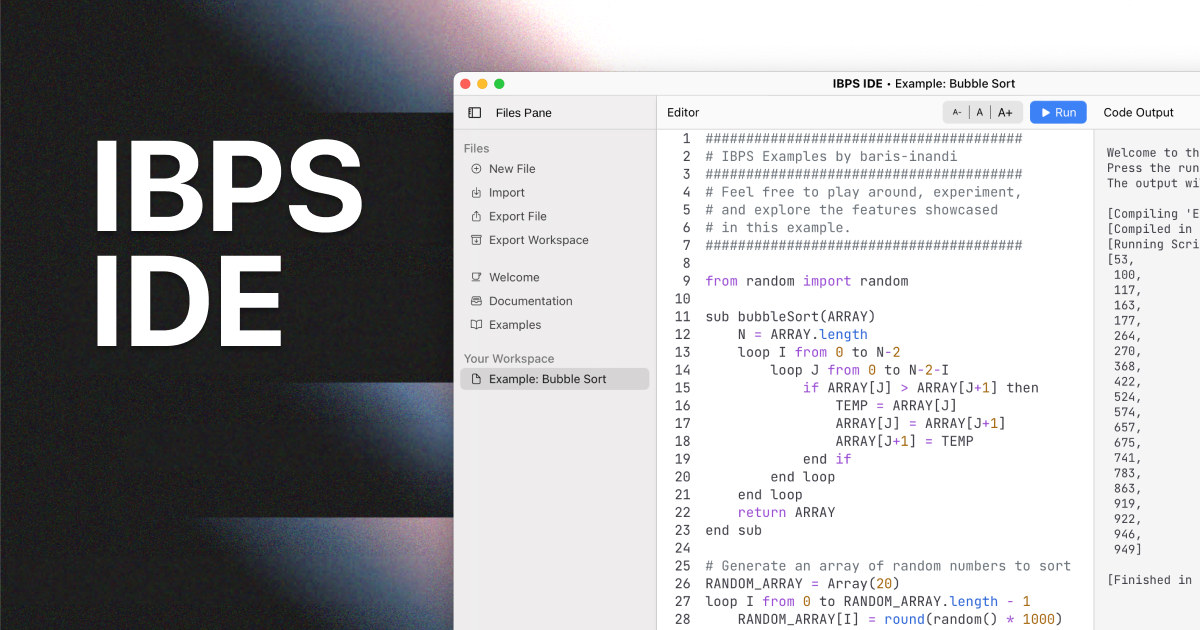 IBPS
IDE
IBPS IDE • Example: Bubble Sort
Files Pane
Files
New File
Import
Export File
Export Workspace
Welcome
Documentation
Examples
Your Workspace
Example: Bubble Sort
Editor
A- A A+
Run
1 #######################################
2 # IBPS Examples by baris-inandi
3 #######################################
4 # Feel free to play around, experiment,
5 # and explore the features showcased
6 # in this example.
7 #######################################
8
9 from random import random
10
11 sub bubbleSort(ARRAY)
12     N = ARRAY.length
13     loop I from 0 to N-2
14         loop J from 0 to N-2-I
15             if ARRAY[J] > ARRAY[J+1] then
16                 TEMP = ARRAY[J]
17                 ARRAY[J] = ARRAY[J+1]
18                 ARRAY[J+1] = TEMP
19             end if
20         end loop
21     end loop
22     return ARRAY
23 end sub
24
25 # Generate an array of random numbers to sort
26 RANDOM_ARRAY = Array(20)
27 loop I from 0 to RANDOM_ARRAY.length - 1
28     RANDOM_ARRAY[I] = round(random() * 1000)
Code Output
Welcome to th
Press the run
The output wi
[Compiling 'E
[Compiled in
[Running Scri
[53,
100,
117,
163,
177,
264,
270,
368,
422,
524,
574,
657,
675,
741,
783,
863,
919,
922,
946,
949]
[Finished in